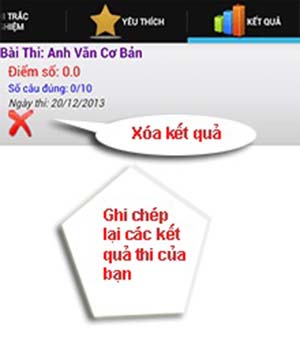 TRẮC
HIỆM
YÊU THÍCH
KẾT QUẢ
Bài Thi: Anh Văn Cơ Bản
Điểm số: 0.0
Số câu đúng: 0/10
Ngày thi: 20/12/2013
Xóa kết quả
Ghi chép
lại các kết
quả thi của
bạn